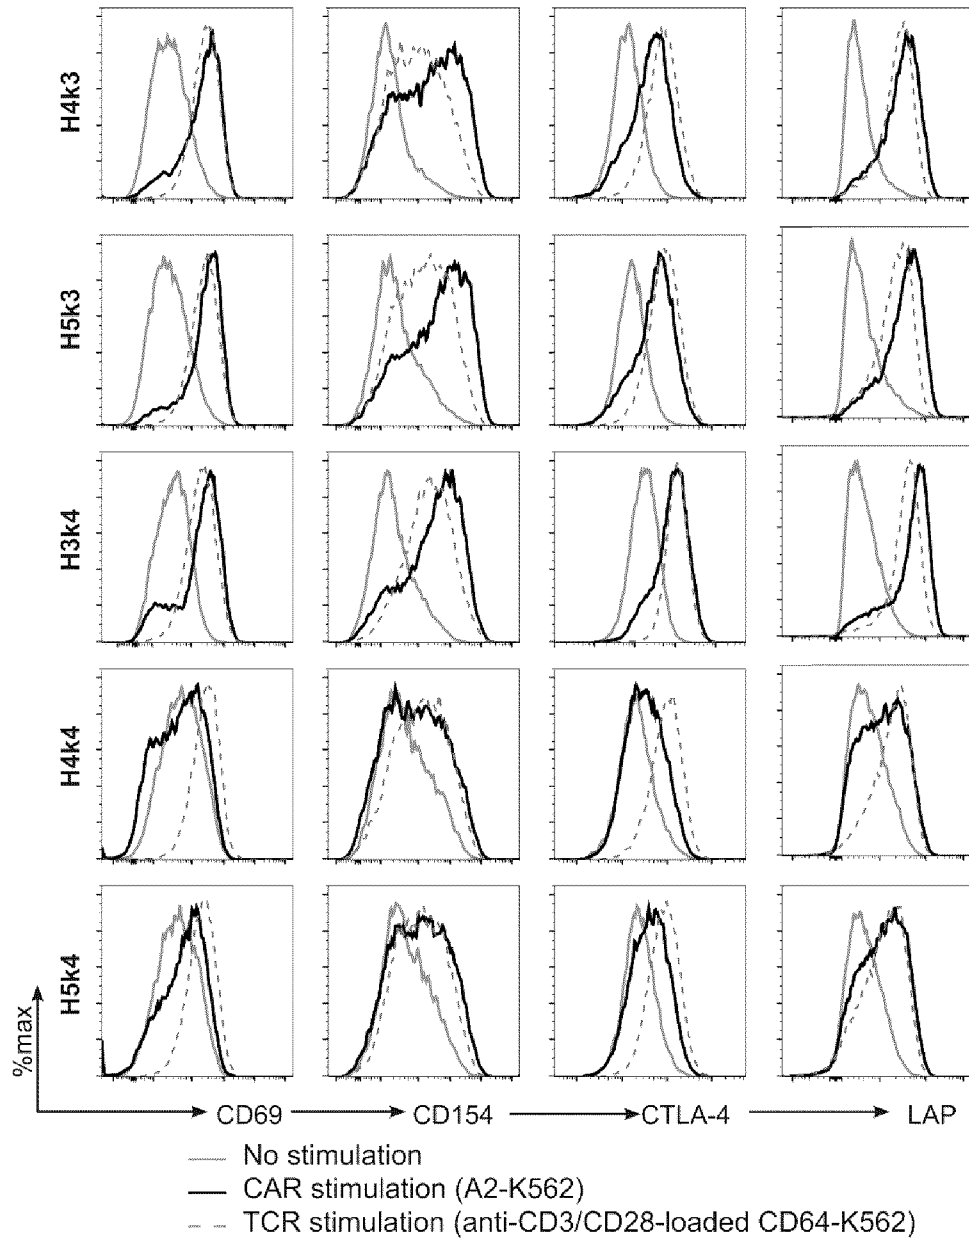 H4k3
H5k3
H3k4
H4k4
H5k4
%max
CD69
CD154
CTLA-4
LAP
No stimulation
CAR stimulation (A2-K562)
TCR stimulation (anti-CD3/CD28-loaded CD64-K562)